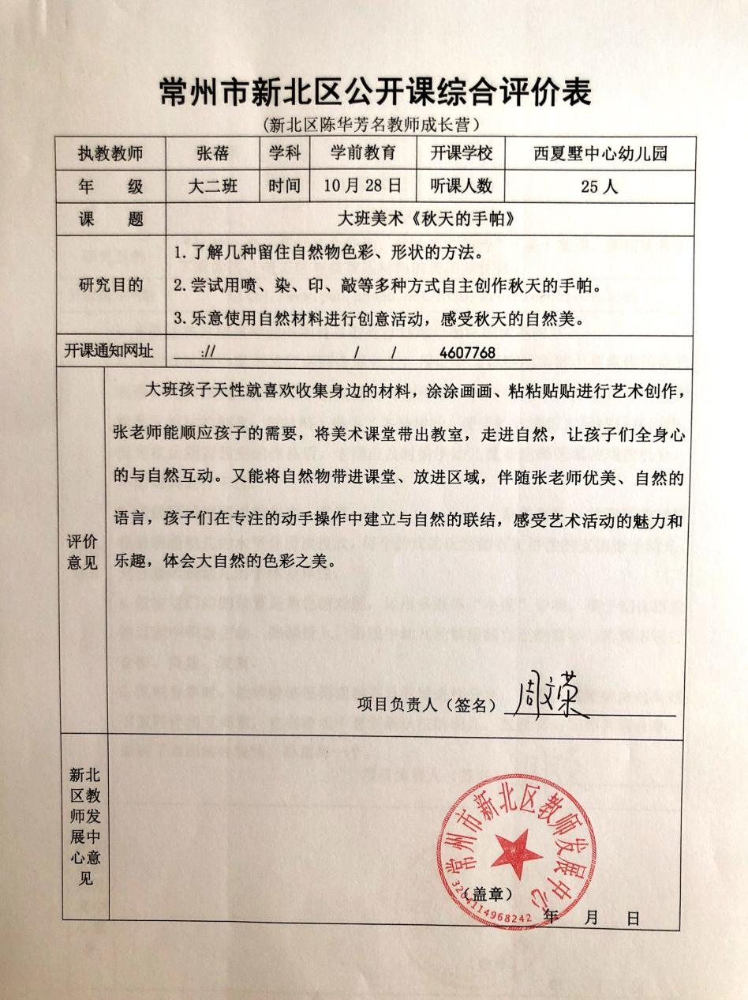 常州市新北区公开课综合评价表
(新北区陈华芳名教师成长营)
执教教师 张蓓 学科 学前教育 开课学校 西夏墅中心幼儿园
年 级 大二班 时间 10月28日 听课人数 25人
课 题 大班美术《秋天的手帕》
研究目的
1.了解几种留住自然物色彩、形状的方法。
2.尝试用喷、染、印、敲等多种方式自主创作秋天的手帕。
3.乐意使用自然材料进行创意活动，感受秋天的自然美。
开课通知网址 :// / / 4607768
评价
意见
大班孩子天性就喜欢收集身边的材料，涂涂画画、粘粘贴贴进行艺术创作，
张老师能顺应孩子的需要，将美术课堂带出教室，走进自然，让孩子们全身心
的与自然互动。又能将自然物带进课堂、放进区域，伴随张老师优美、自然的
语言，孩子们在专注的动手操作中建立与自然的联结，感受艺术活动的魅力和
乐趣，体会大自然的色彩之美。
项目负责人（签名）周文荣
新北
区教
师发
展中
心意
见
常州市新北区教师发展中心
3204114968242
（盖章）
年 月 日